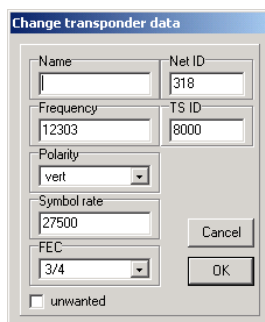 Change transponder data
Name
Net ID
318
Frequency
TS ID
12303
8000
Polarity
vert
Symbol rate
27500
Cancel
FEC
3/4
OK
unwanted